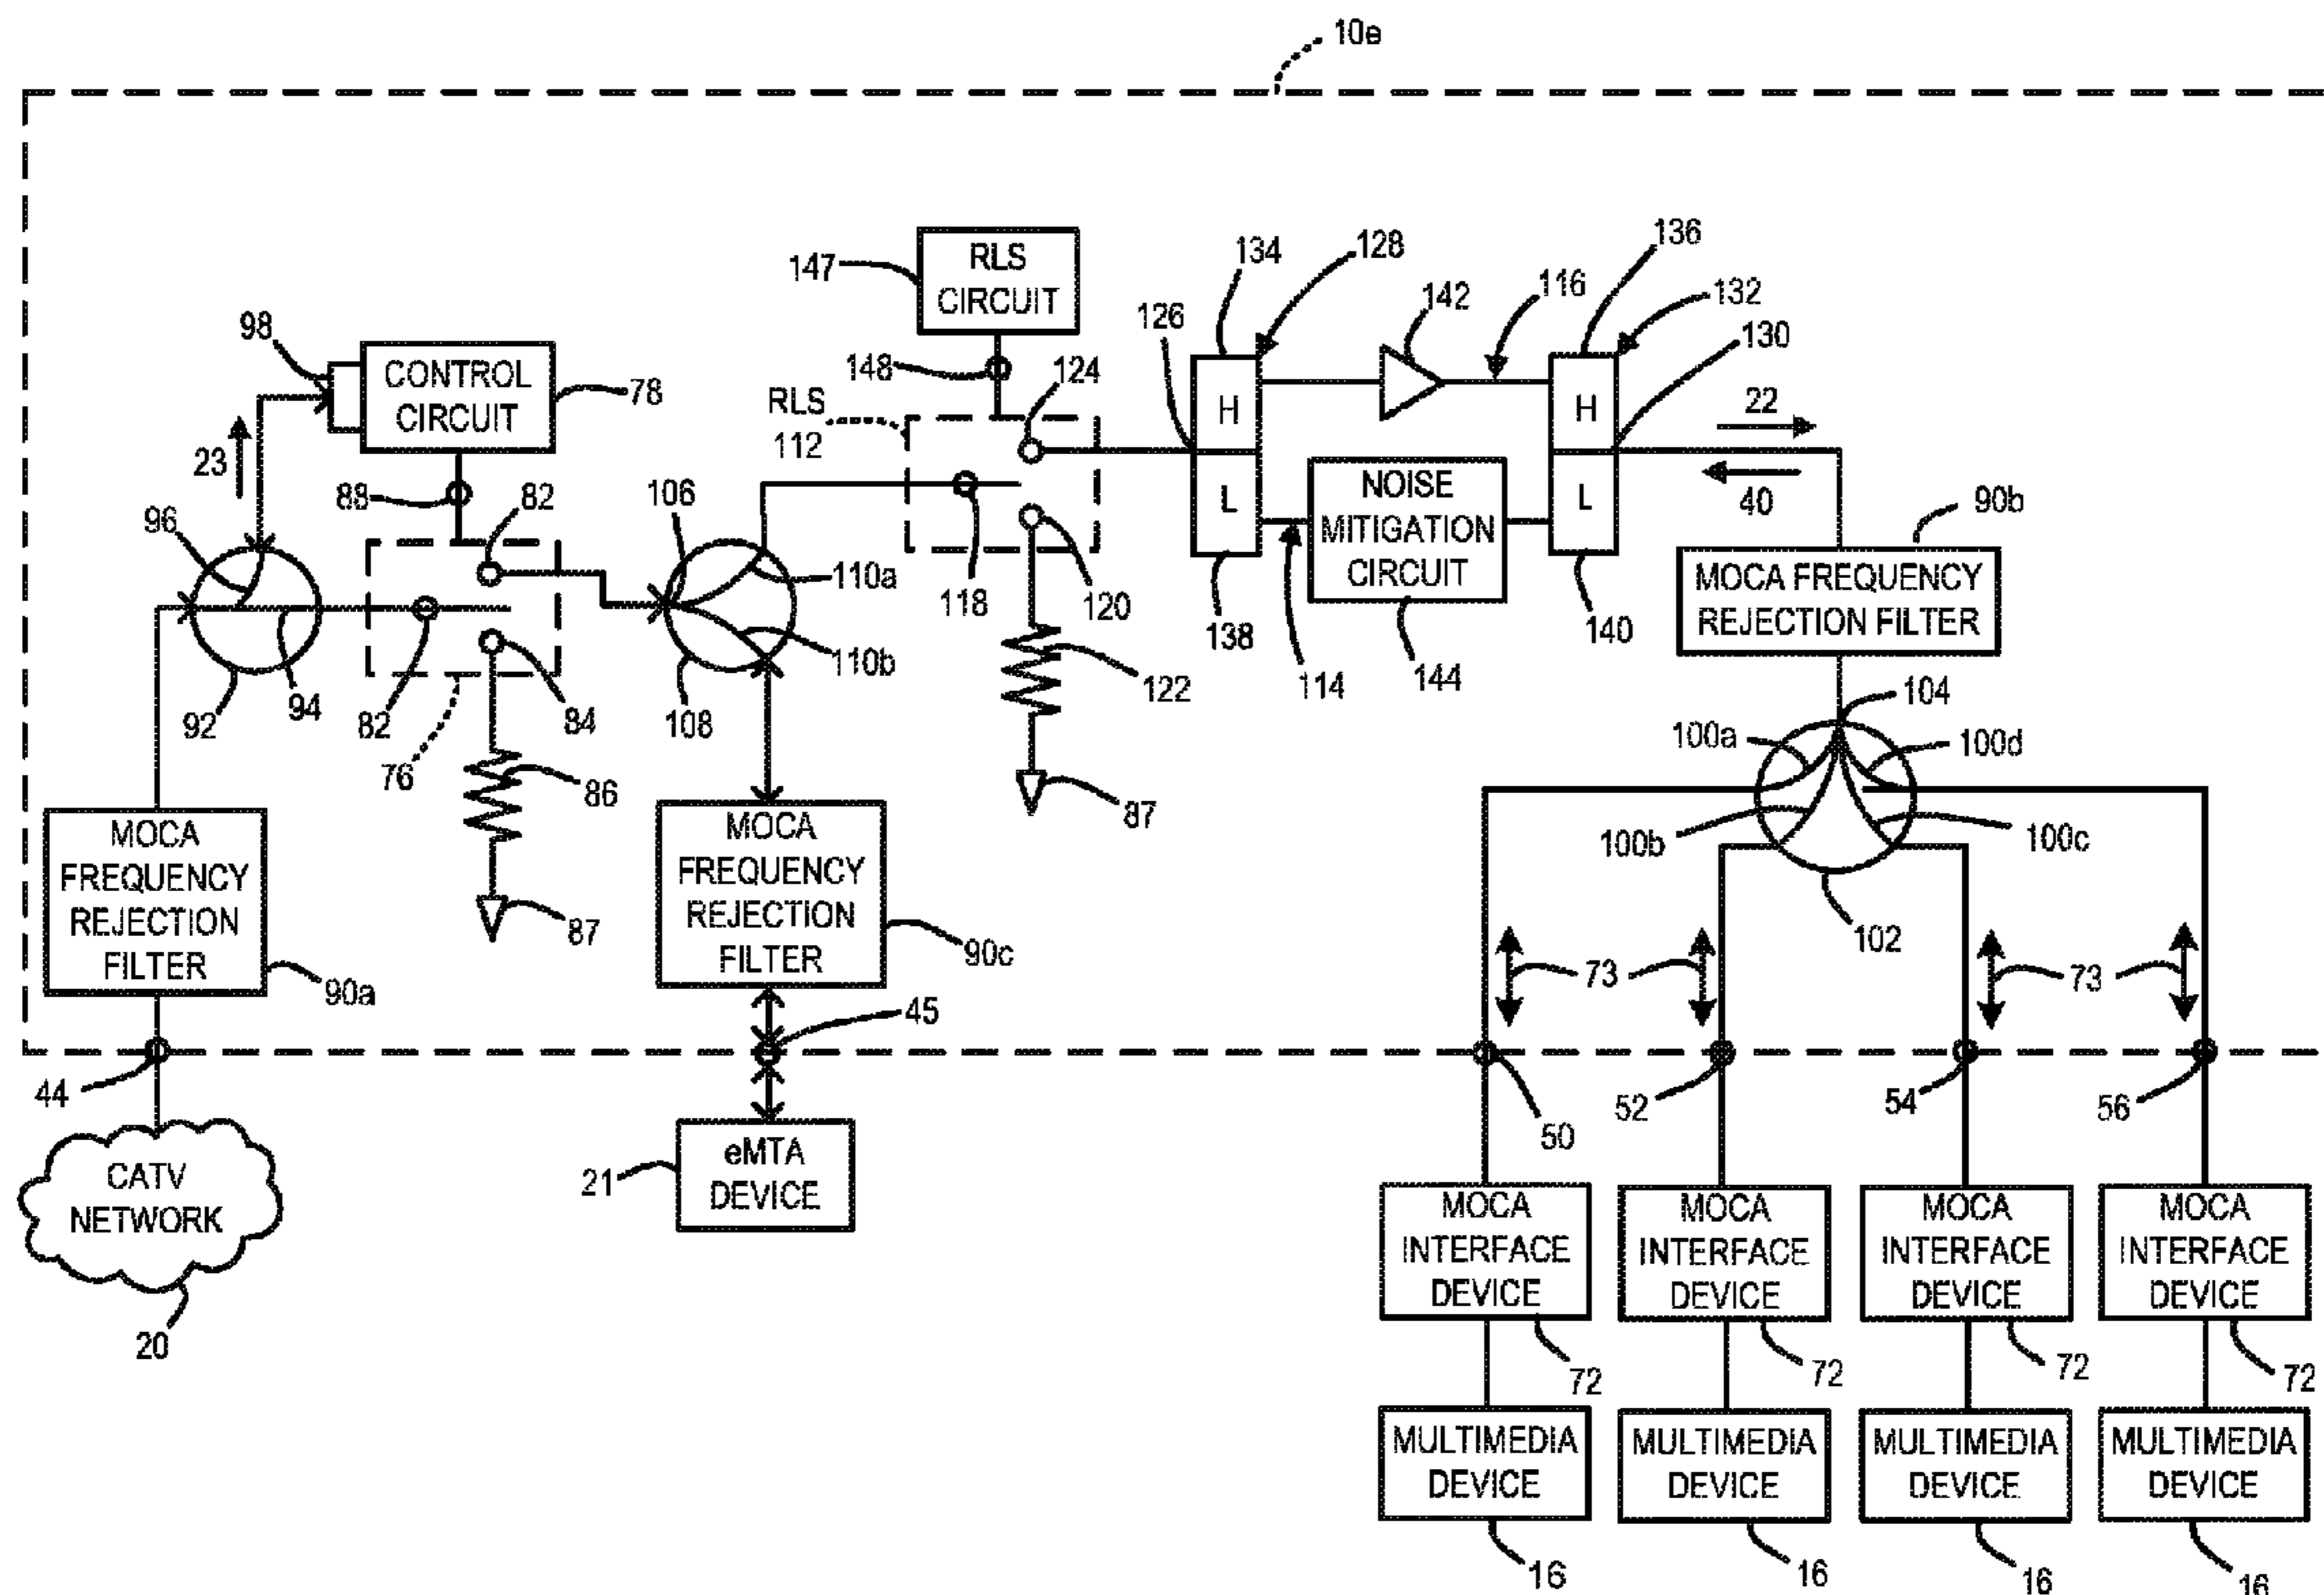 10e
RLS
CIRCUIT
147
148
134
128
136
132
142
116
126
130
124
98
CONTROL
CIRCUIT
78
23
88
RLS
112
H
L
H
L
22
40
NOISE
MITIGATION
CIRCUIT
90b
96
82
106
110a
118
120
138
114
144
140
MOCA FREQUENCY
REJECTION FILTER
92
94
82
84
76
108
110b
122
104
100a
100d
86
87
87
100b
100c
102
MOCA
FREQUENCY
REJECTION
FILTER
90a
MOCA
FREQUENCY
REJECTION
FILTER
90c
73
73
44
45
50
52
54
56
CATV
NETWORK
20
21
eMTA
DEVICE
MOCA
INTERFACE
DEVICE
72
MOCA
INTERFACE
DEVICE
72
MOCA
INTERFACE
DEVICE
72
MOCA
INTERFACE
DEVICE
72
MULTIMEDIA
DEVICE
16
MULTIMEDIA
DEVICE
16
MULTIMEDIA
DEVICE
16
MULTIMEDIA
DEVICE
16